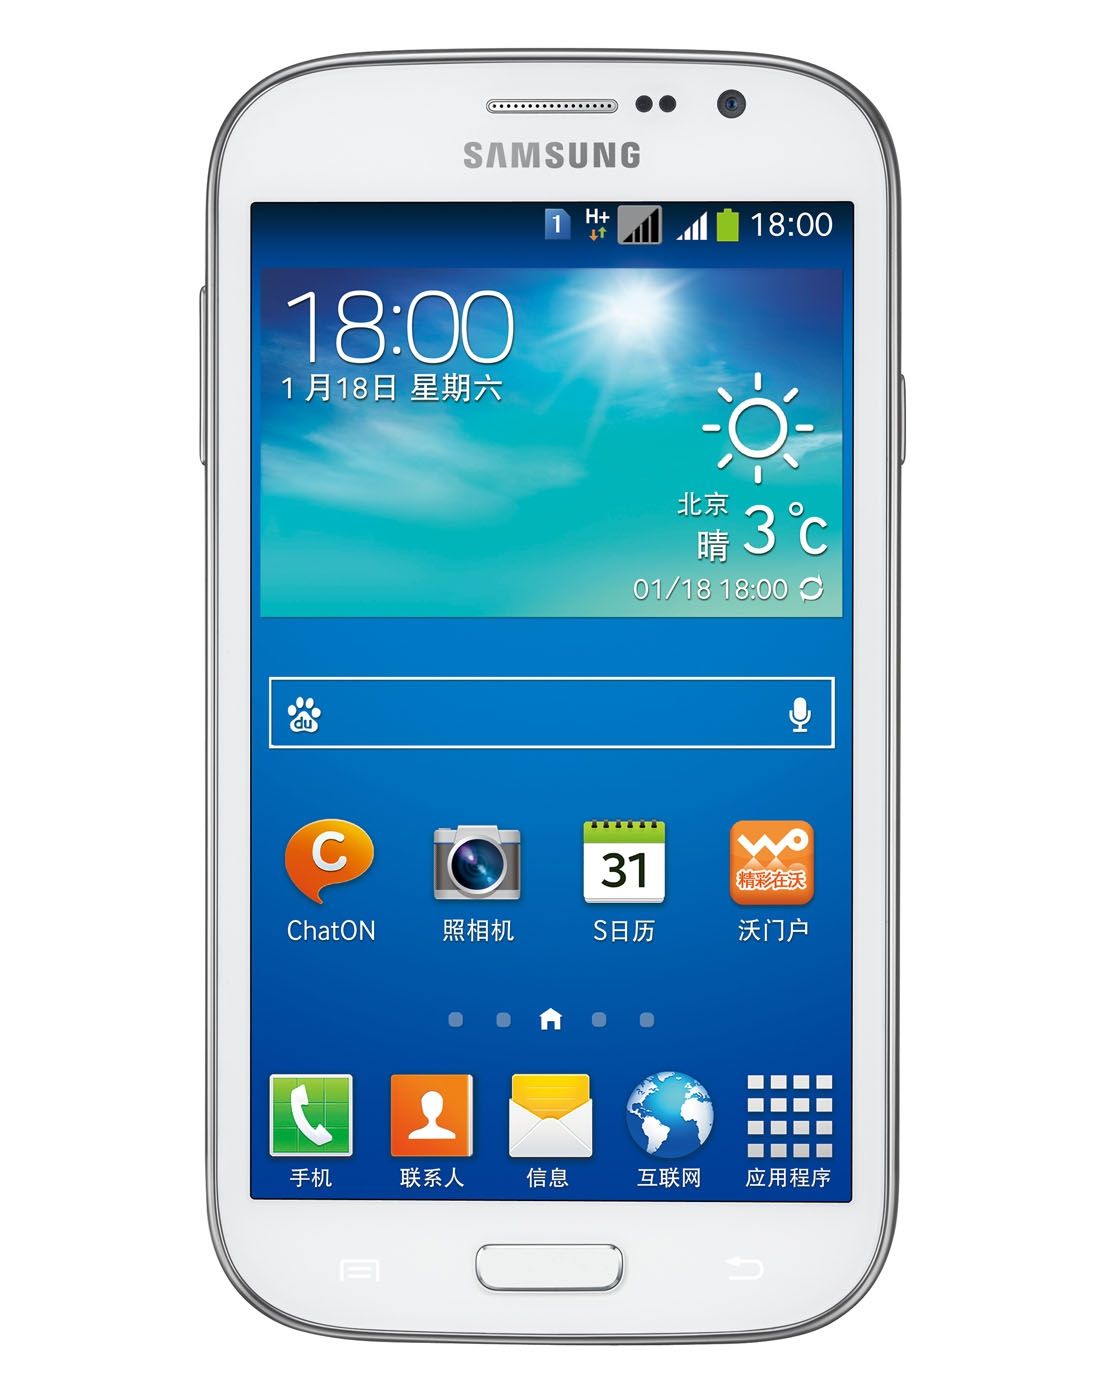 SAMSUNG
1 H+ 18:00
18:00
1月18日 星期六
北京
晴 3°C
01/18 18:00
du
C
31
精彩在沃
ChatON 照相机 S日历 沃门户
手机 联系人 信息 互联网 应用程序